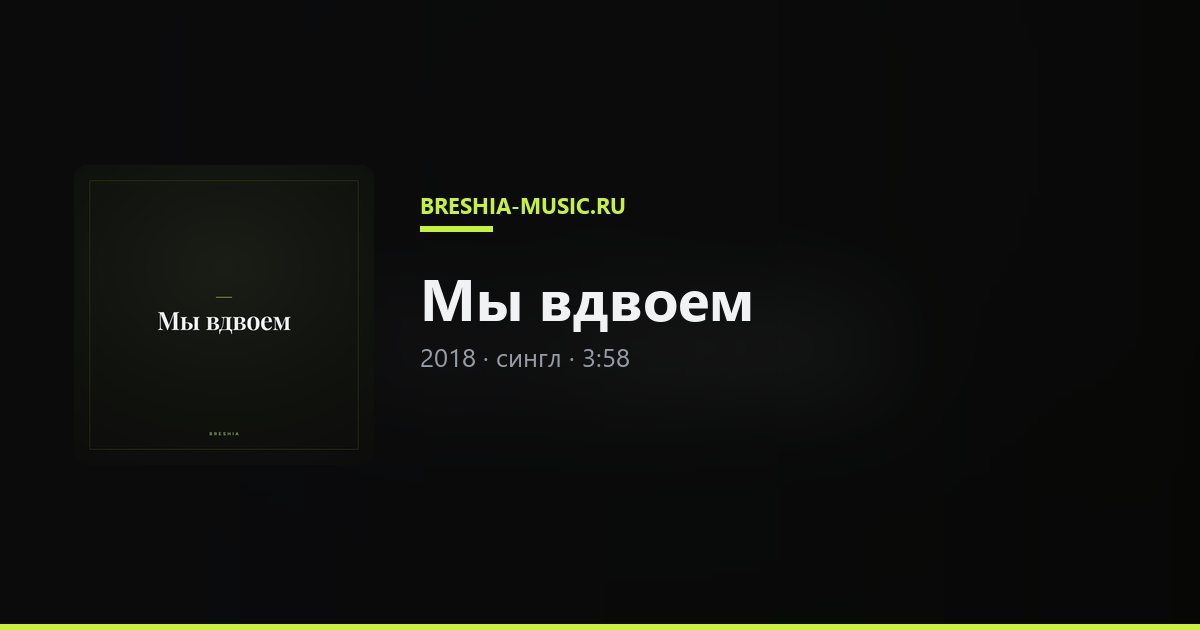 Мы вдвоем
BRESHIA
BRESHIA-MUSIC.RU
Мы вдвоем
2018 · сингл · 3:58